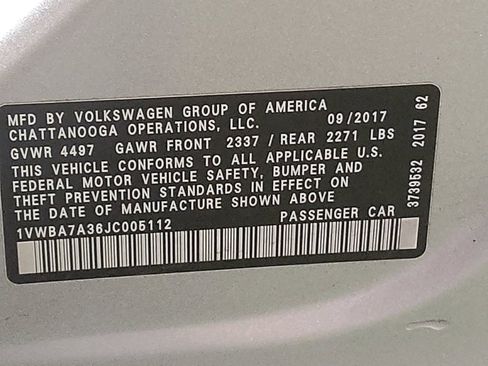 MFD BY VOLKSWAGEN GROUP OF AMERICA
CHATTANOOGA OPERATIONS, LLC. 09/2017
GVWR 4497 GAWR FRONT 2337 / REAR 2271 LBS
THIS VEHICLE CONFORMS TO ALL APPLICABLE U.S.
FEDERAL MOTOR VEHICLE SAFETY, BUMPER AND
THEFT PREVENTION STANDARDS IN EFFECT ON
THE DATE OF MANUFACTURE SHOWN ABOVE
1VWBA7A36JC005112 PASSENGER CAR
3739532 2017 62